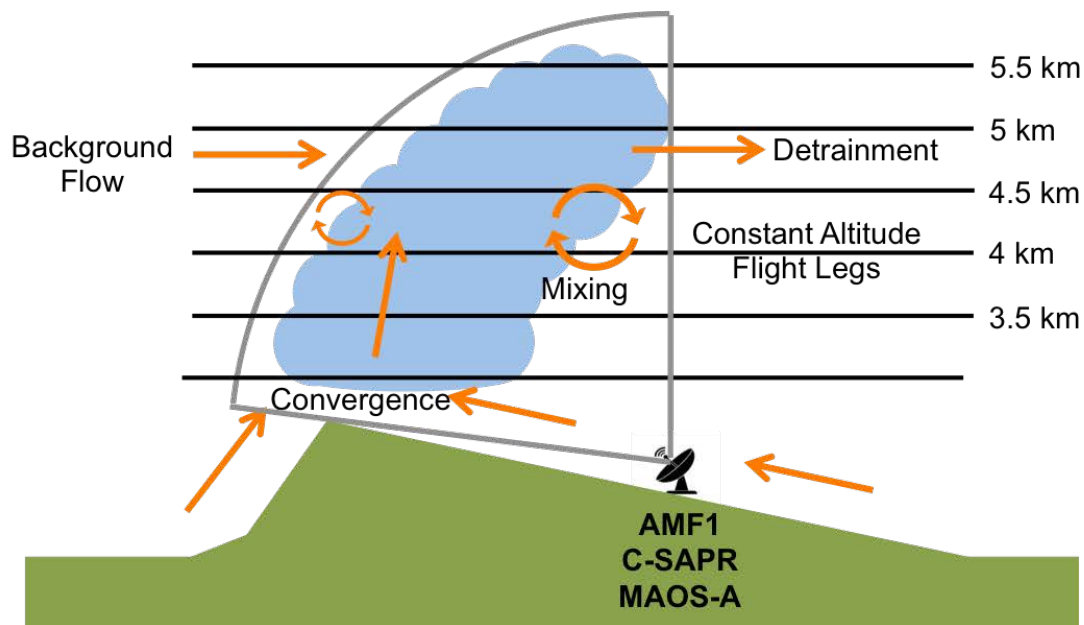 5.5 km
5 km
Background
Flow
Detrainment
4.5 km
Constant Altitude
Flight Legs
4 km
Mixing
3.5 km
Convergence
AMF1
C-SAPR
MAOS-A